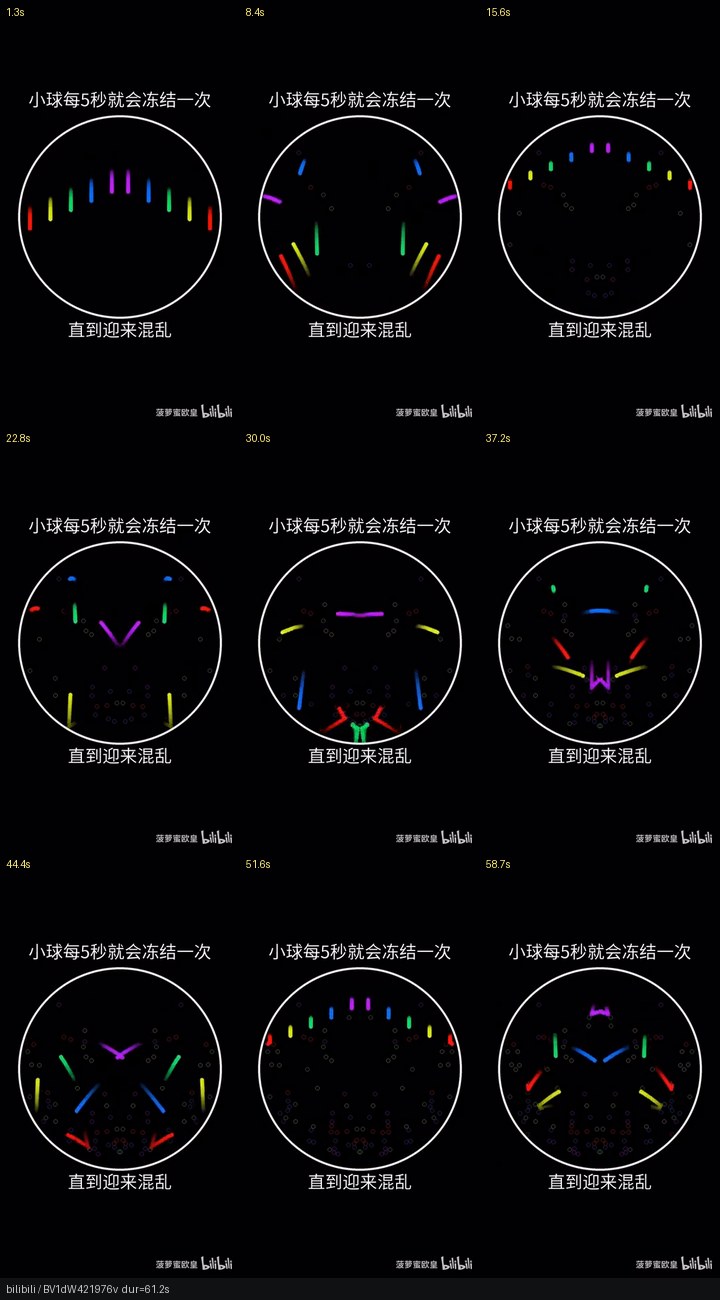 1.3s
8.4s
15.6s
小球每5秒就会冻结一次
小球每5秒就会冻结一次
小球每5秒就会冻结一次
直到迎来混乱
直到迎来混乱
直到迎来混乱
菠萝蜜欧皇 bilibili
菠萝蜜欧皇 bilibili
菠萝蜜欧皇 bilibili
22.8s
30.0s
37.2s
小球每5秒就会冻结一次
小球每5秒就会冻结一次
小球每5秒就会冻结一次
直到迎来混乱
直到迎来混乱
直到迎来混乱
菠萝蜜欧皇 bilibili
菠萝蜜欧皇 bilibili
菠萝蜜欧皇 bilibili
44.4s
51.6s
58.7s
小球每5秒就会冻结一次
小球每5秒就会冻结一次
小球每5秒就会冻结一次
直到迎来混乱
直到迎来混乱
直到迎来混乱
菠萝蜜欧皇 bilibili
菠萝蜜欧皇 bilibili
菠萝蜜欧皇 bilibili
bilibili / BV1dW421976v dur=61.2s